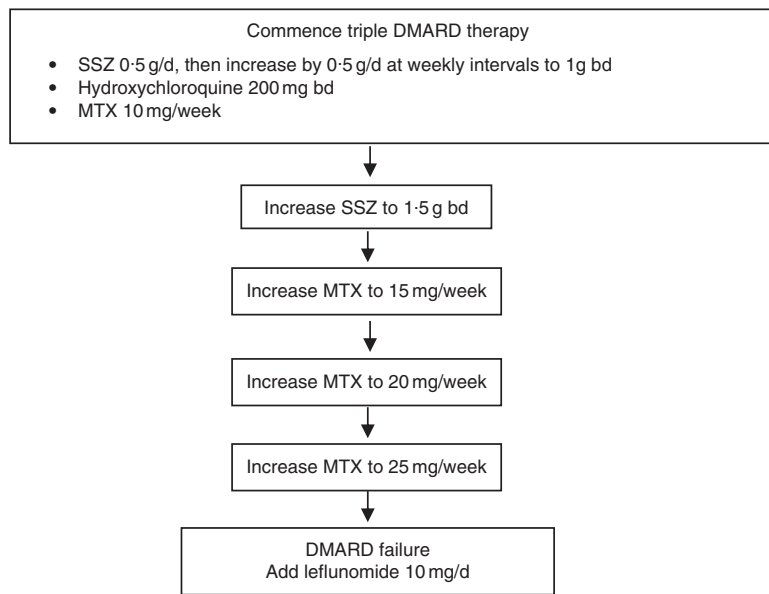 Commence triple DMARD therapy
• SSZ 0·5 g/d, then increase by 0·5 g/d at weekly intervals to 1g bd
• Hydroxychloroquine 200 mg bd
• MTX 10 mg/week
Increase SSZ to 1·5 g bd
Increase MTX to 15 mg/week
Increase MTX to 20 mg/week
Increase MTX to 25 mg/week
DMARD failure
Add leflunomide 10 mg/d